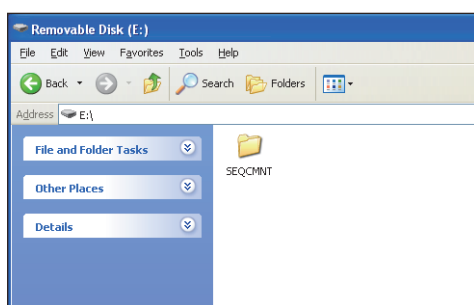 Removable Disk (E:)
File Edit View Favorites Tools Help
Back Search Folders
Address E:\
File and Folder Tasks
Other Places
Details
SEQCMNT